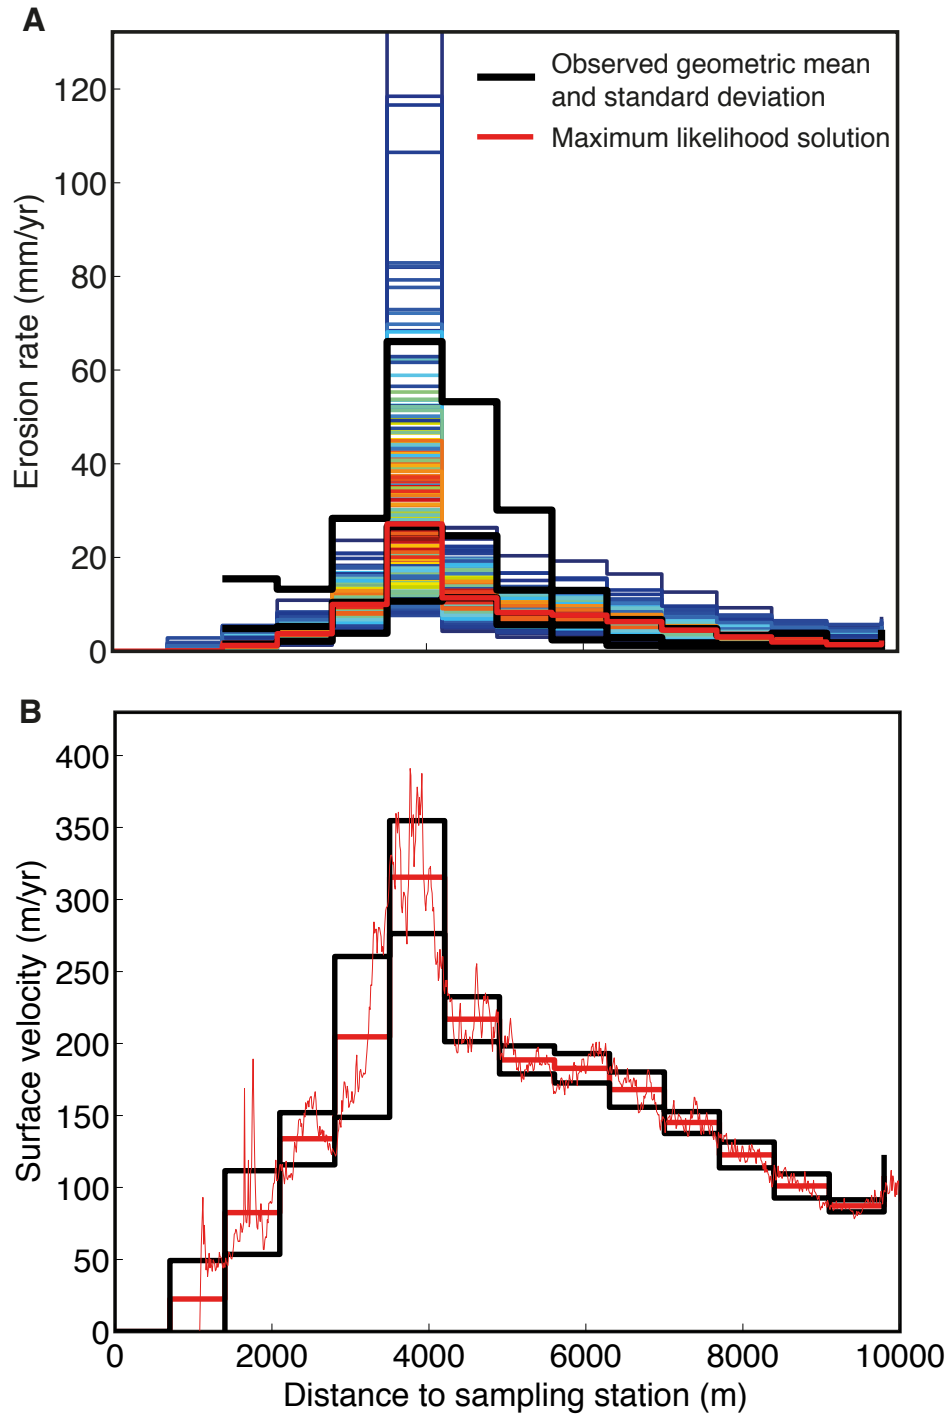 A
Observed geometric mean
and standard deviation
Maximum likelihood solution
Erosion rate (mm/yr)
120
100
80
60
40
20
0
B
Surface velocity (m/yr)
400
350
300
250
200
150
100
50
0
0 2000 4000 6000 8000 10000
Distance to sampling station (m)